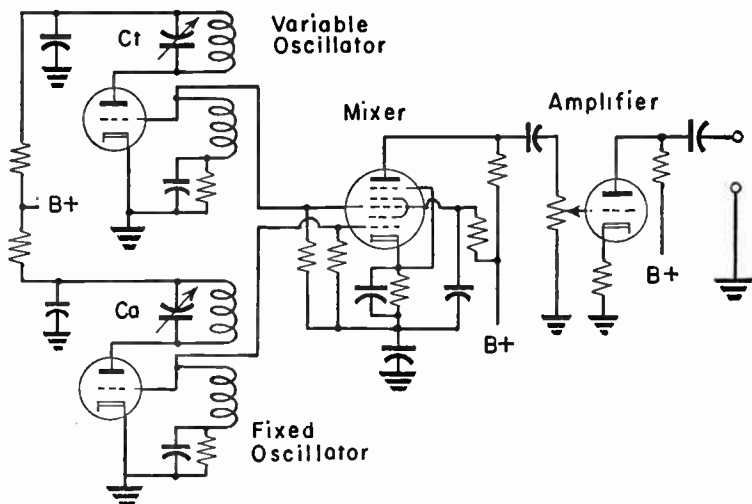 Ct
Variable
Oscillator
Mixer
Amplifier
B+
B+
Ca
B+
Fixed
Oscillator